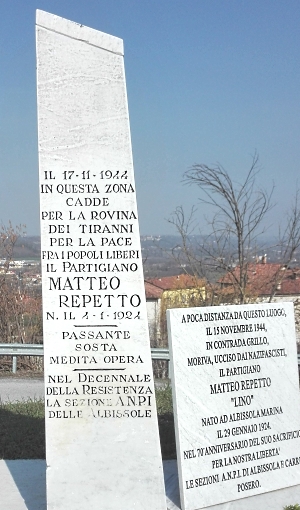 IL 17-11-1944
IN QUESTA ZONA
CADDE
PER LA ROVINA
DEI TIRANNI
PER LA PACE
FRA I POPOLI LIBERI
IL PARTIGIANO
MATTEO
REPETTO
N. IL 4-1-1924
PASSANTE
SOSTA
MEDITA OPERA
NEL DECENNALE
DELLA RESISTENZA
LA SEZIONE A.N.P.I
DELLE ALBISSOLE
A POCA DISTANZA DA QUESTO LUOGO,
IL 15 NOVEMBRE 1944,
IN CONTRADA GRILLO,
MORIVA, UCCISO DAI NAZIFASCISTI,
IL PARTIGIANO
MATTEO REPETTO
"LINO"
NATO AD ALBISSOLA MARINA
IL 29 GENNAIO 1924.
NEL 70° ANNIVERSARIO DEL SUO SACRIFICIO
PER LA NOSTRA LIBERTÀ
LE SEZIONI A.N.P.I. DI ALBISSOLA E
POSERO.